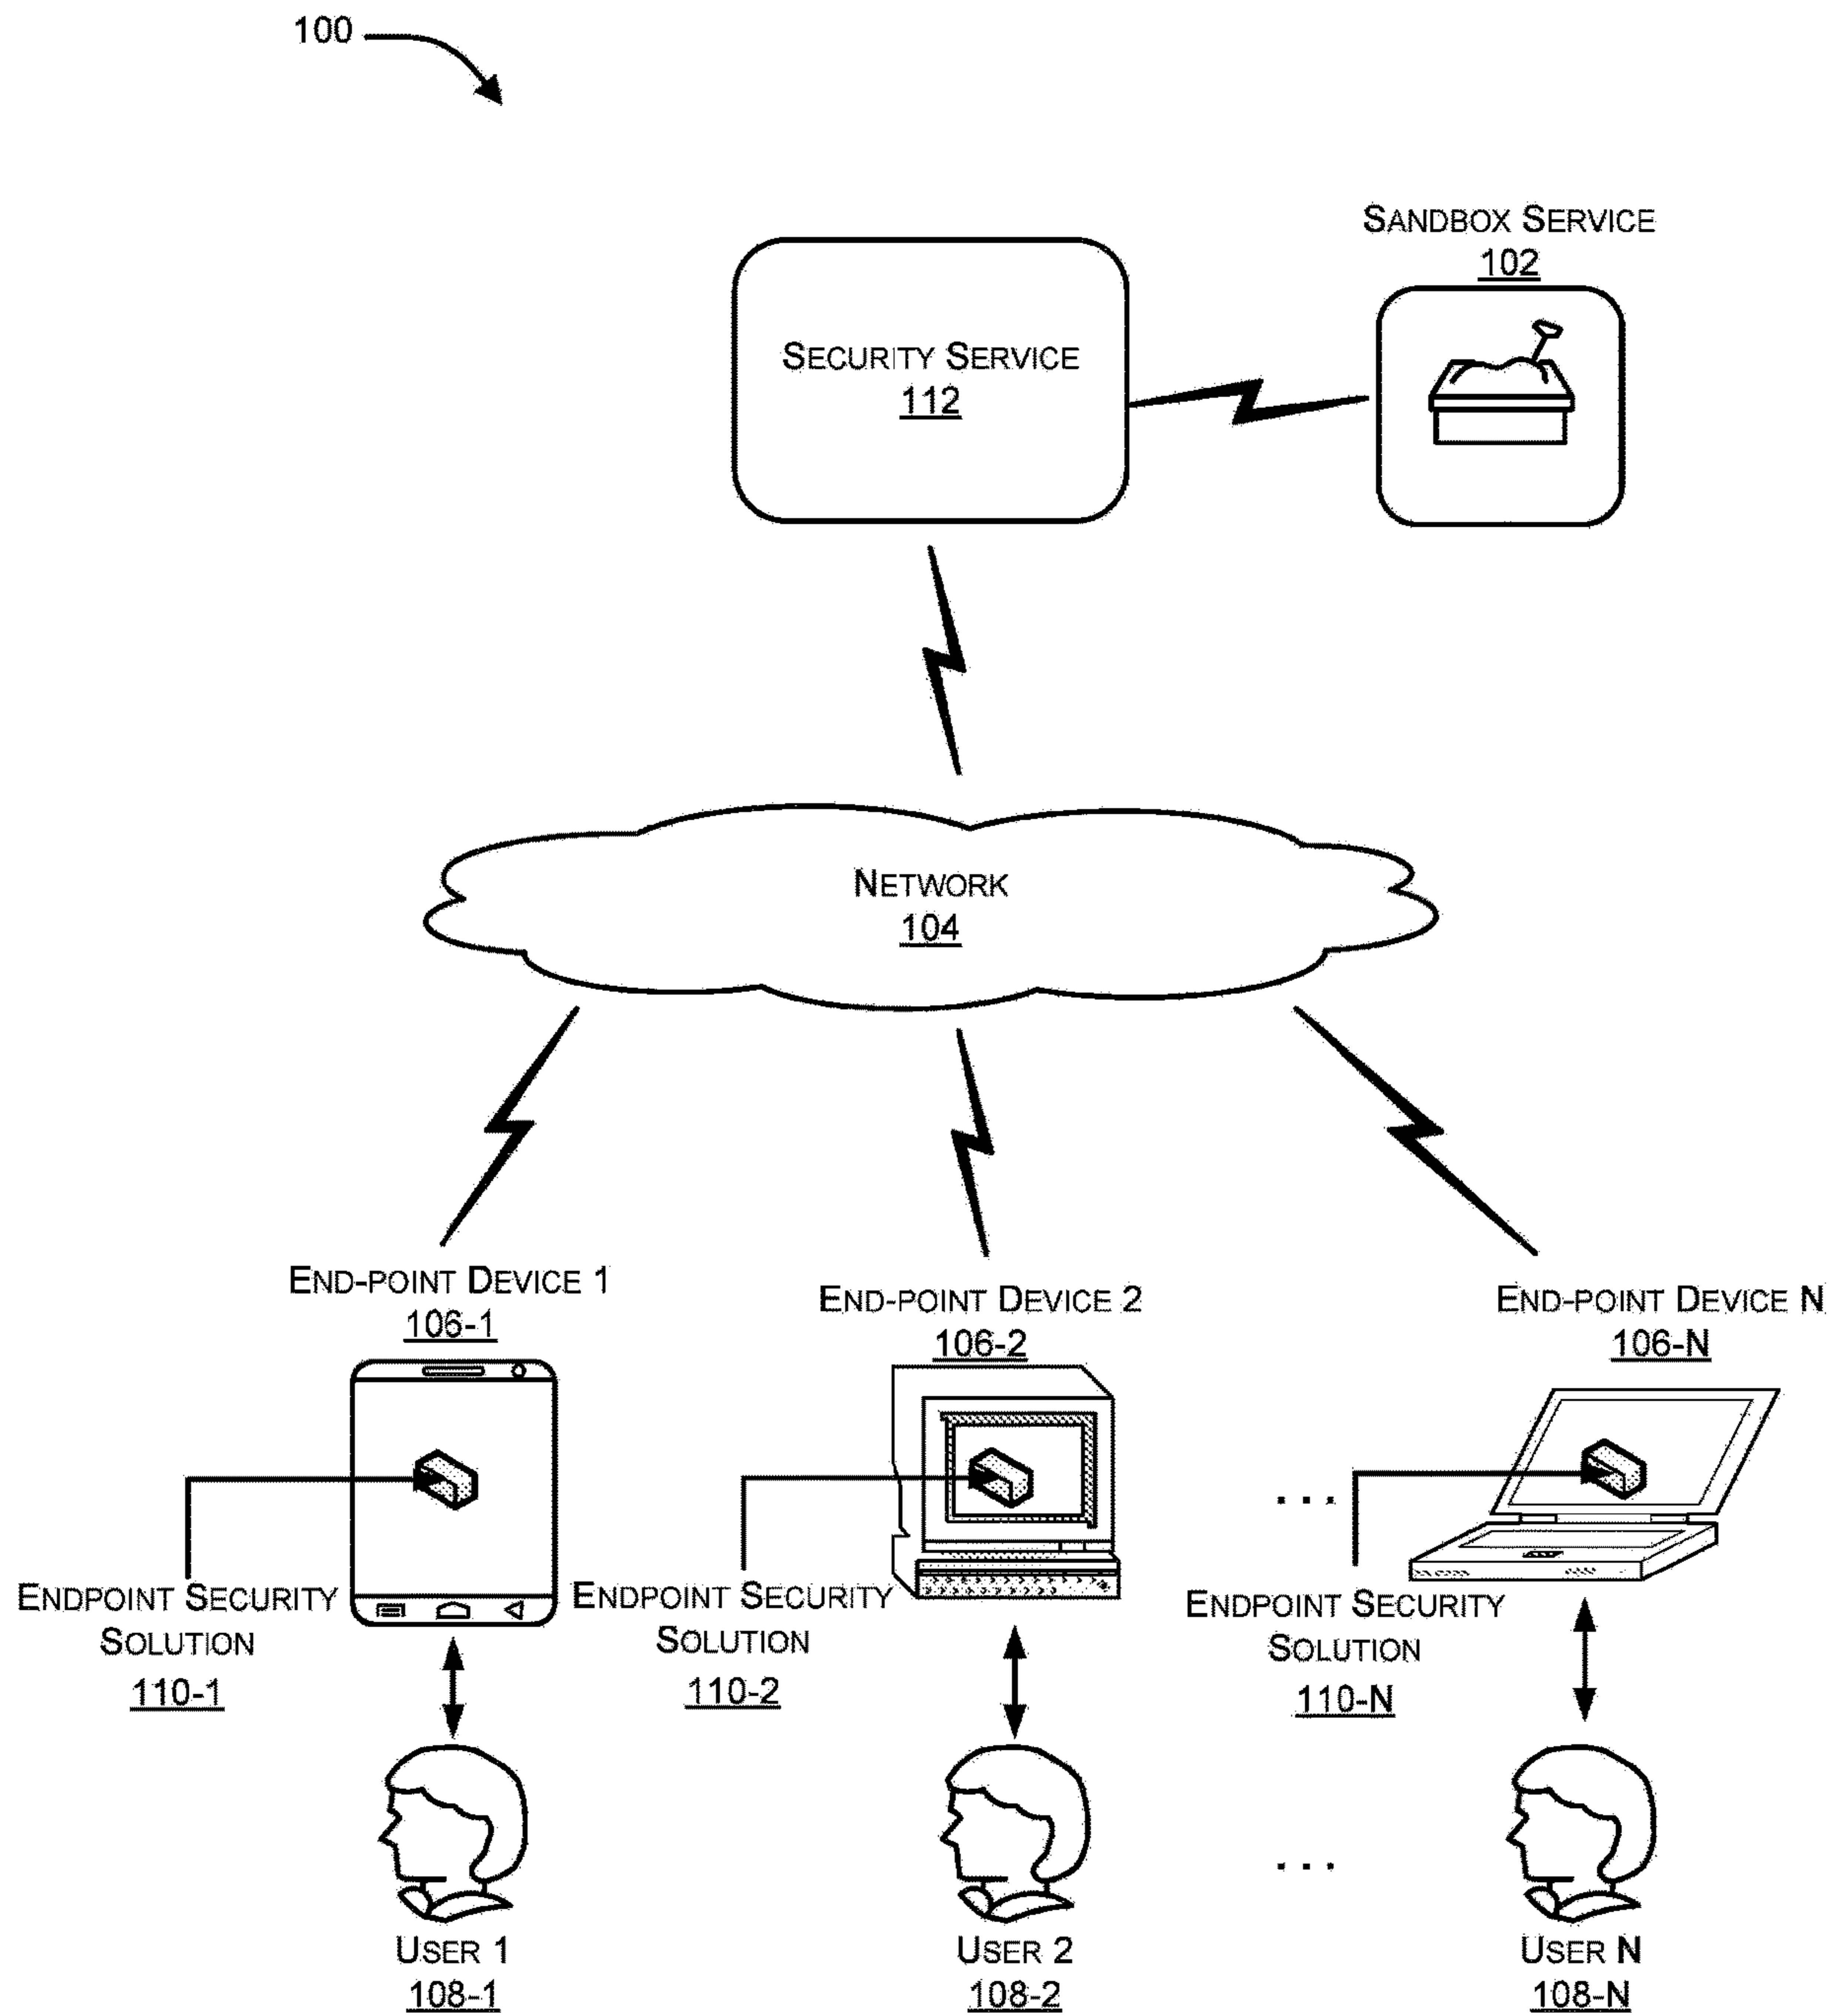 100
SANDBOX SERVICE
102
SECURITY SERVICE
112
NETWORK
104
END-POINT DEVICE 1
106-1
END-POINT DEVICE 2
106-2
END-POINT DEVICE N
106-N
...
ENDPOINT SECURITY
SOLUTION
110-1
ENDPOINT SECURITY
SOLUTION
110-2
ENDPOINT SECURITY
SOLUTION
110-N
...
USER 1
108-1
USER 2
108-2
USER N
108-N